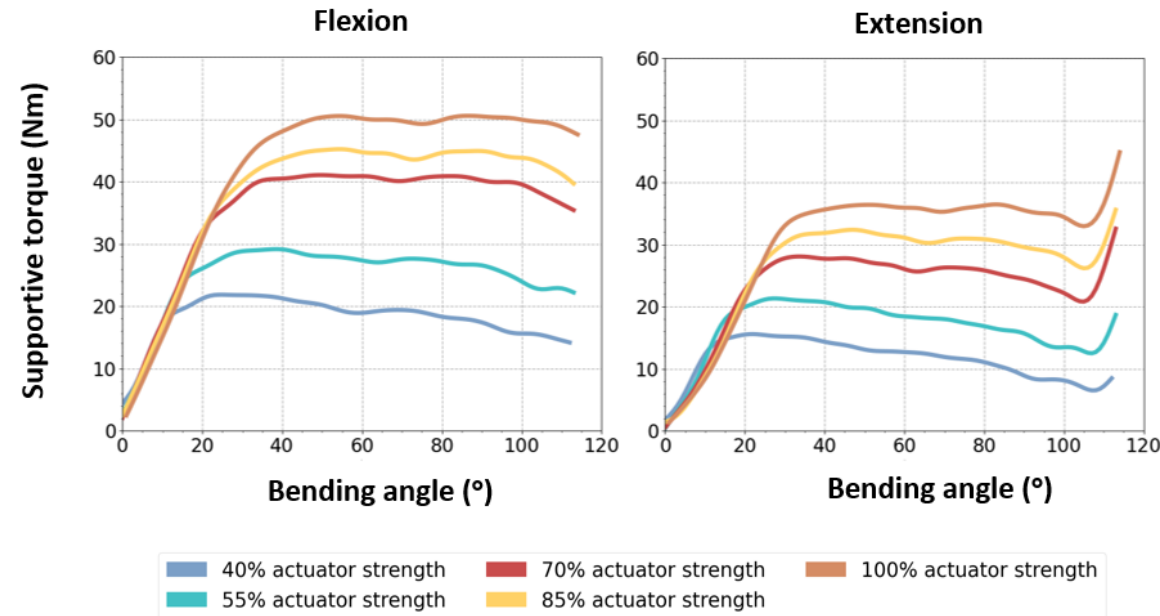 Flexion
Extension
Supportive torque (Nm)
60
50
40
30
20
10
0
0 20 40 60 80 100 120
Bending angle (°)
60
50
40
30
20
10
0
0 20 40 60 80 100 120
Bending angle (°)
40% actuator strength
70% actuator strength
100% actuator strength
55% actuator strength
85% actuator strength